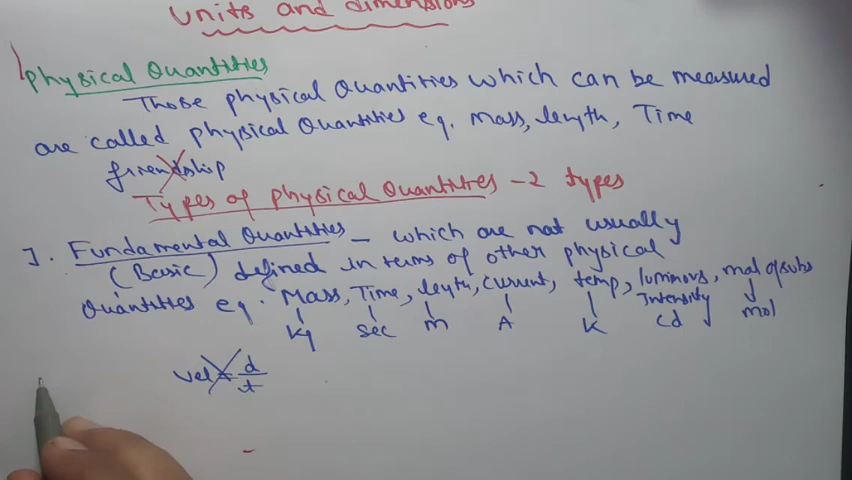 Units and dimensions
Physical Quantities
Those physical Quantities which can be measured
are called physical Quantities eg. Mass, length, Time
friendship
Types of physical Quantities - 2 types
I. Fundamental Quantities - which are not usually
(Basic) defined in terms of other physical
Quantities eg. Mass, Time, length, current, temp, luminous, mol of subs
Intensity
Kg sec m A K cd mol
vel = d
t